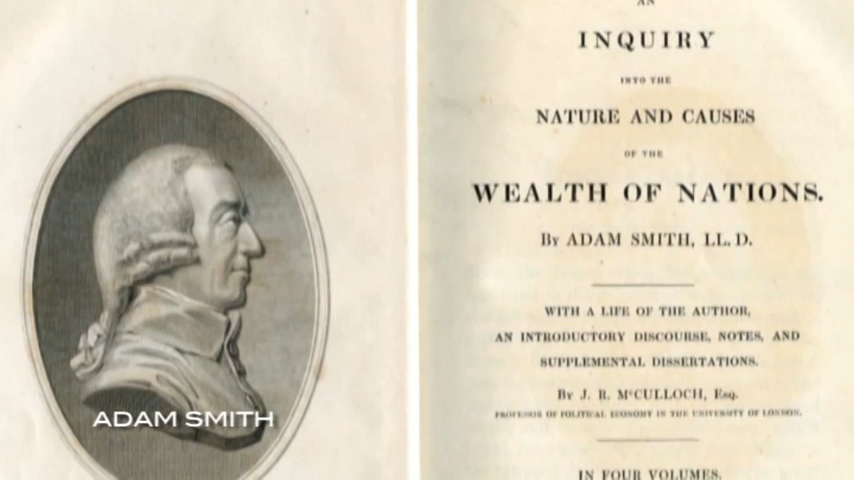 ADAM SMITH
AN
INQUIRY
INTO THE
NATURE AND CAUSES
OF THE
WEALTH OF NATIONS.
By ADAM SMITH, LL. D.
WITH A LIFE OF THE AUTHOR,
AN INTRODUCTORY DISCOURSE, NOTES, AND
SUPPLEMENTAL DISSERTATIONS.
By J. R. MᶜCULLOCH, Esq.
PROFESSOR OF POLITICAL ECONOMY IN THE UNIVERSITY OF LONDON.
IN FOUR VOLUMES.